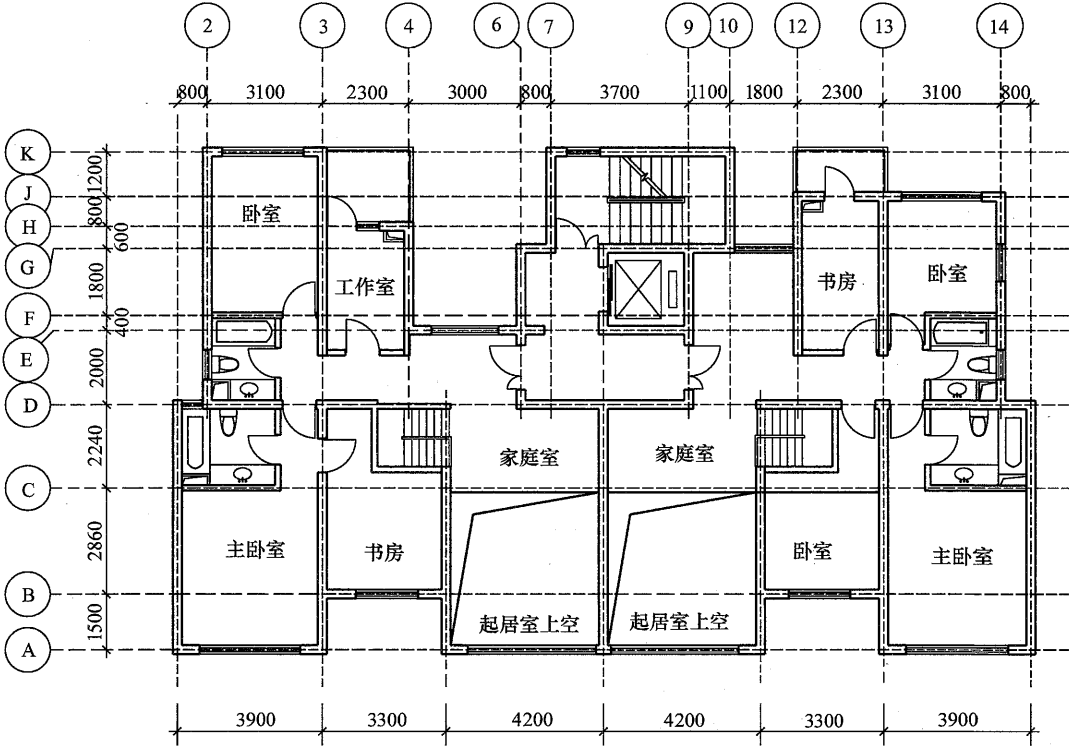 2 3 4 6 7 9 10 12 13 14
800 3100 2300 3000 800 3700 1100 1800 2300 3100 800
K
1200
J
800
H
600
G
1800
F
400
E
2000
D
2240
C
2860
B
1500
A
卧室
工作室
书房
卧室
家庭室
家庭室
主卧室
书房
卧室
主卧室
起居室上空
起居室上空
3900 3300 4200 4200 3300 3900